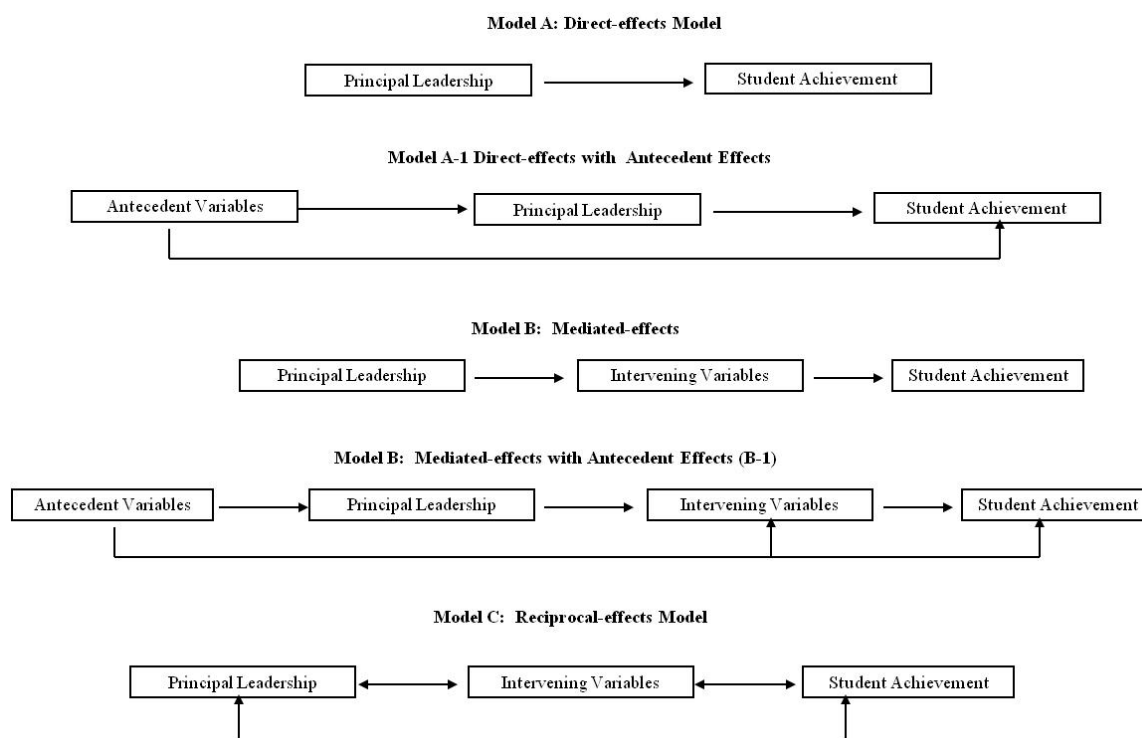 Model A: Direct-effects Model
Principal Leadership
Student Achievement
Model A-1 Direct-effects with Antecedent Effects
Antecedent Variables
Principal Leadership
Student Achievement
Model B: Mediated-effects
Principal Leadership
Intervening Variables
Student Achievement
Model B: Mediated-effects with Antecedent Effects (B-1)
Antecedent Variables
Principal Leadership
Intervening Variables
Student Achievement
Model C: Reciprocal-effects Model
Principal Leadership
Intervening Variables
Student Achievement